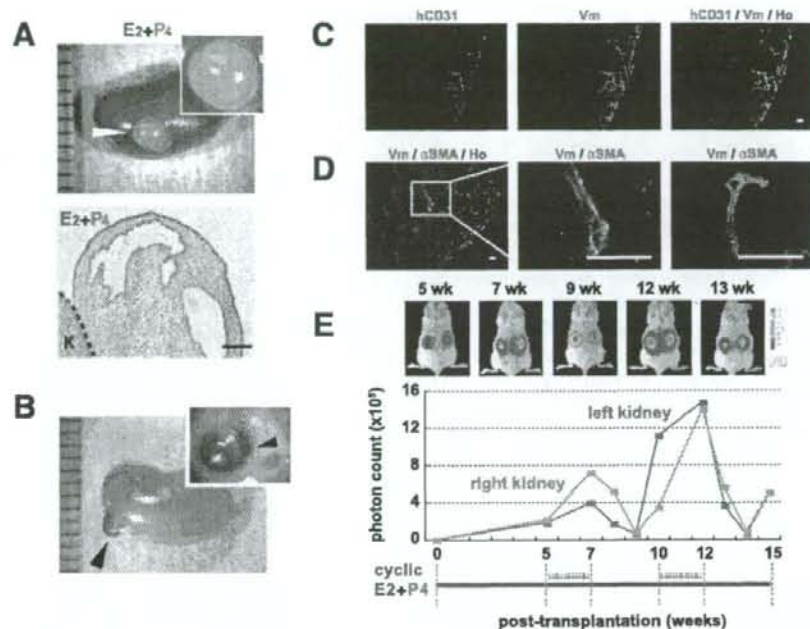 A
E2+P4
E2+P4
K
B
C
hCD31
Vm
hCD31 / Vm / Ho
D
Vm / αSMA / Ho
Vm / αSMA
Vm / αSMA
E
5 wk
7 wk
9 wk
12 wk
13 wk
photon count (x10⁵)
16
12
8
4
0
left kidney
right kidney
0
5
7
10
12
15
cyclic
E2+P4
post-transplantation (weeks)